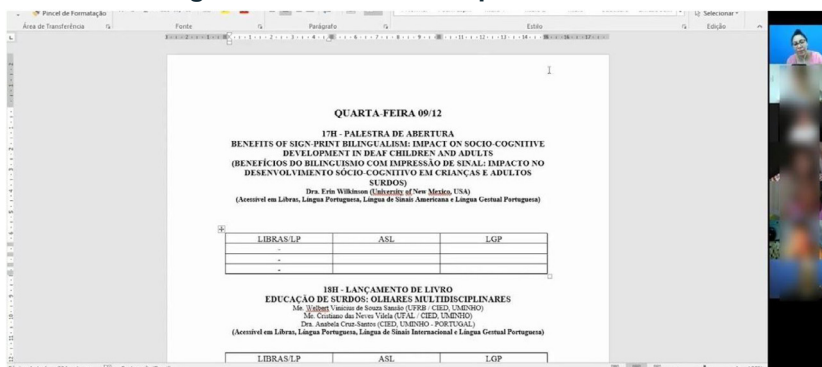 Pincel de Formatação
Selecionar
Área de Transferência
Fonte
Parágrafo
Estilo
Edição
QUARTA-FEIRA 09/12
17H - PALESTRA DE ABERTURA
BENEFITS OF SIGN-PRINT BILINGUALISM: IMPACT ON SOCIO-COGNITIVE
DEVELOPMENT IN DEAF CHILDREN AND ADULTS
(BENEFÍCIOS DO BILINGUISMO COM IMPRESSÃO DE SINAL: IMPACTO NO
DESENVOLVIMENTO SÓCIO-COGNITIVO EM CRIANÇAS E ADULTOS
SURDOS)
Dra. Erin Wilkinson (University of New Mexico, USA)
(Acessível em Libras, Língua Portuguesa, Língua de Sinais Americana e Língua Gestual Portuguesa)
LIBRAS/LP ASL LGP
-
-
-
18H - LANÇAMENTO DE LIVRO
EDUCAÇÃO DE SURDOS: OLHARES MULTIDISCIPLINARES
Me. Welbert Vinícius de Souza Sansão (UFRB / CIED, UMINHO)
Me. Cristiano das Neves Vilela (UFAL / CIED, UMINHO)
Dra. Anabela Cruz-Santos (CIED, UMINHO - PORTUGAL)
(Acessível em Libras, Língua Portuguesa, Língua de Sinais Internacional e Língua Gestual Portuguesa)
LIBRAS/LP ASL LGP